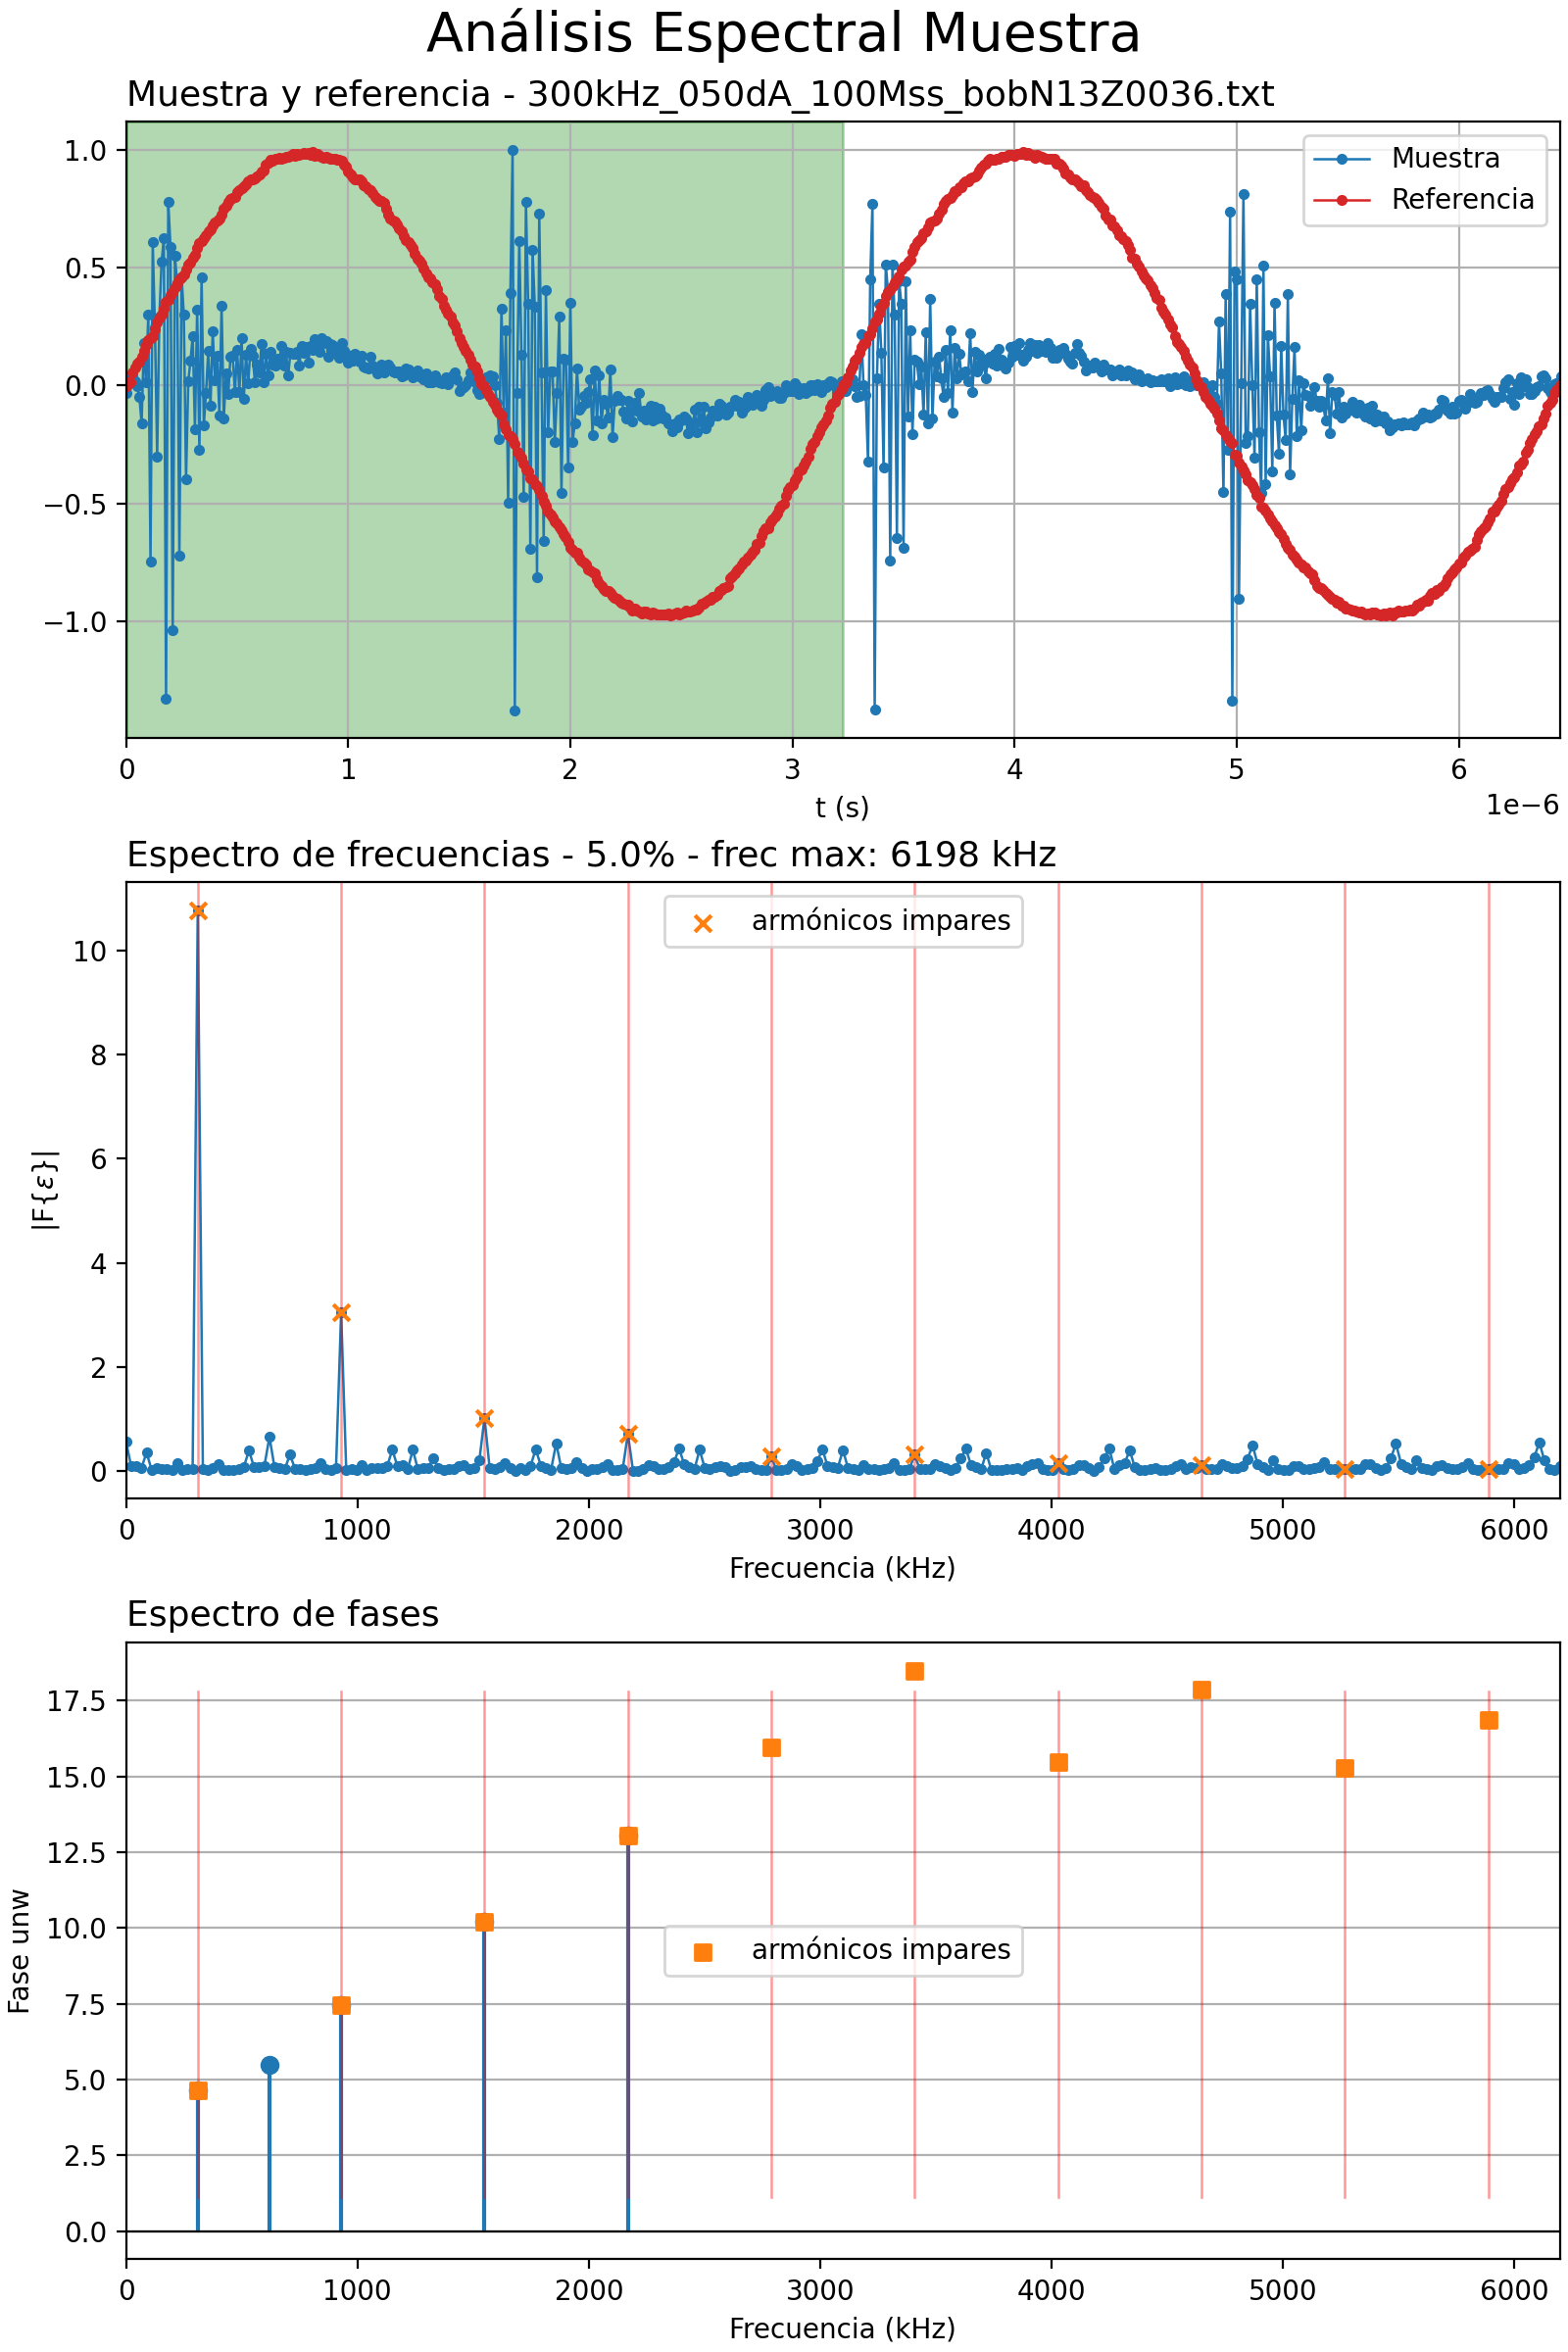 Análisis Espectral Muestra
Muestra y referencia - 300kHz_050dA_100Mss_bobN13Z0036.txt
1.0
0.5
0.0
−0.5
−1.0
Muestra
Referencia
0 1 2 3 4 5 6
1e−6
t (s)
Espectro de frecuencias - 5.0% - frec max: 6198 kHz
armónicos impares
10
8
6
4
2
0
|F{ε}|
0 1000 2000 3000 4000 5000 6000
Frecuencia (kHz)
Espectro de fases
17.5
15.0
12.5
10.0
7.5
5.0
2.5
0.0
Fase unw
armónicos impares
0 1000 2000 3000 4000 5000 6000
Frecuencia (kHz)